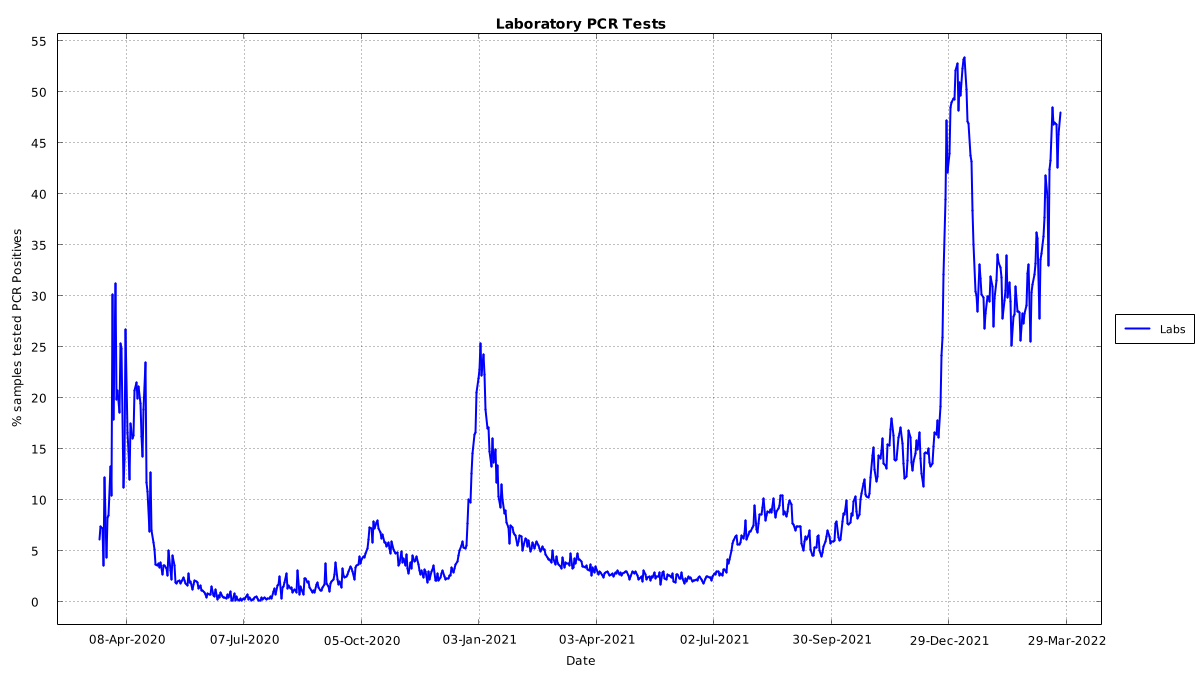 Laboratory PCR Tests
% samples tested PCR Positives
55
50
45
40
35
30
25
20
15
10
5
0
08-Apr-2020 07-Jul-2020 05-Oct-2020 03-Jan-2021 03-Apr-2021 02-Jul-2021 30-Sep-2021 29-Dec-2021 29-Mar-2022
Date
Labs